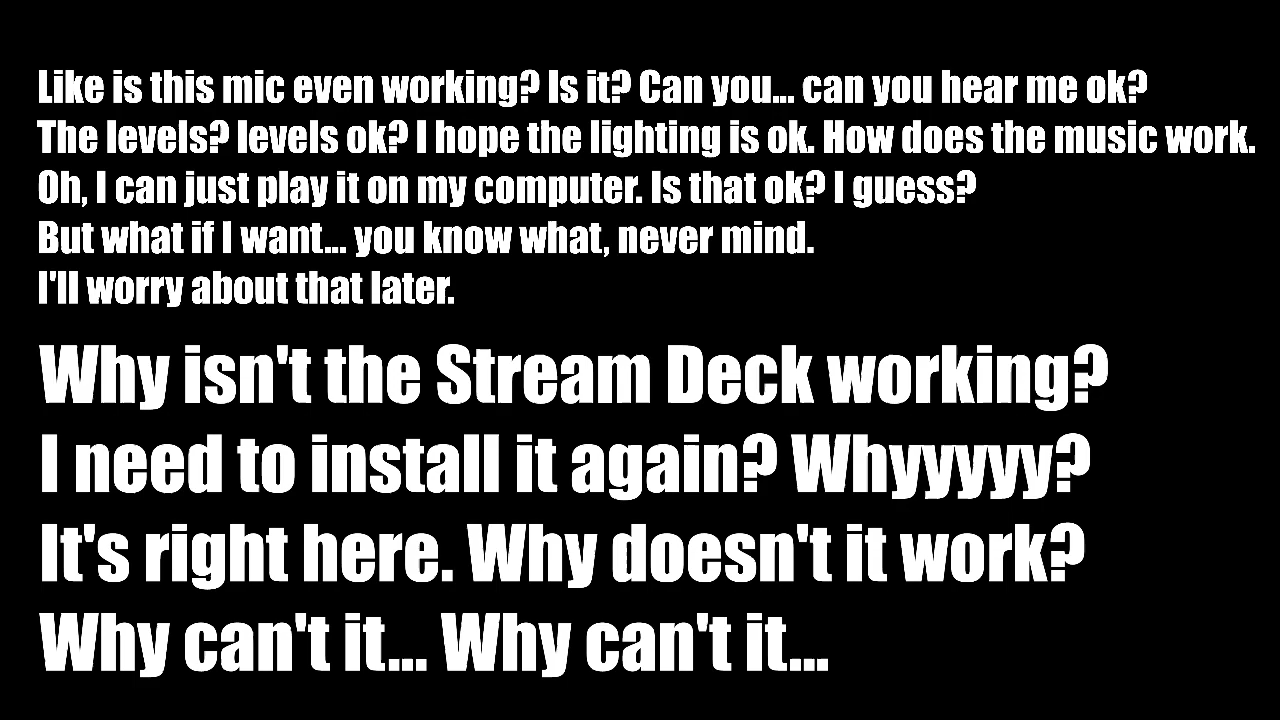 Like is this mic even working? Is it? Can you... can you hear me ok?
The levels? levels ok? I hope the lighting is ok. How does the music work.
Oh, I can just play it on my computer. Is that ok? I guess?
But what if I want... you know what, never mind.
I'll worry about that later.
Why isn't the Stream Deck working?
I need to install it again? Whyyyyy?
It's right here. Why doesn't it work?
Why can't it... Why can't it...